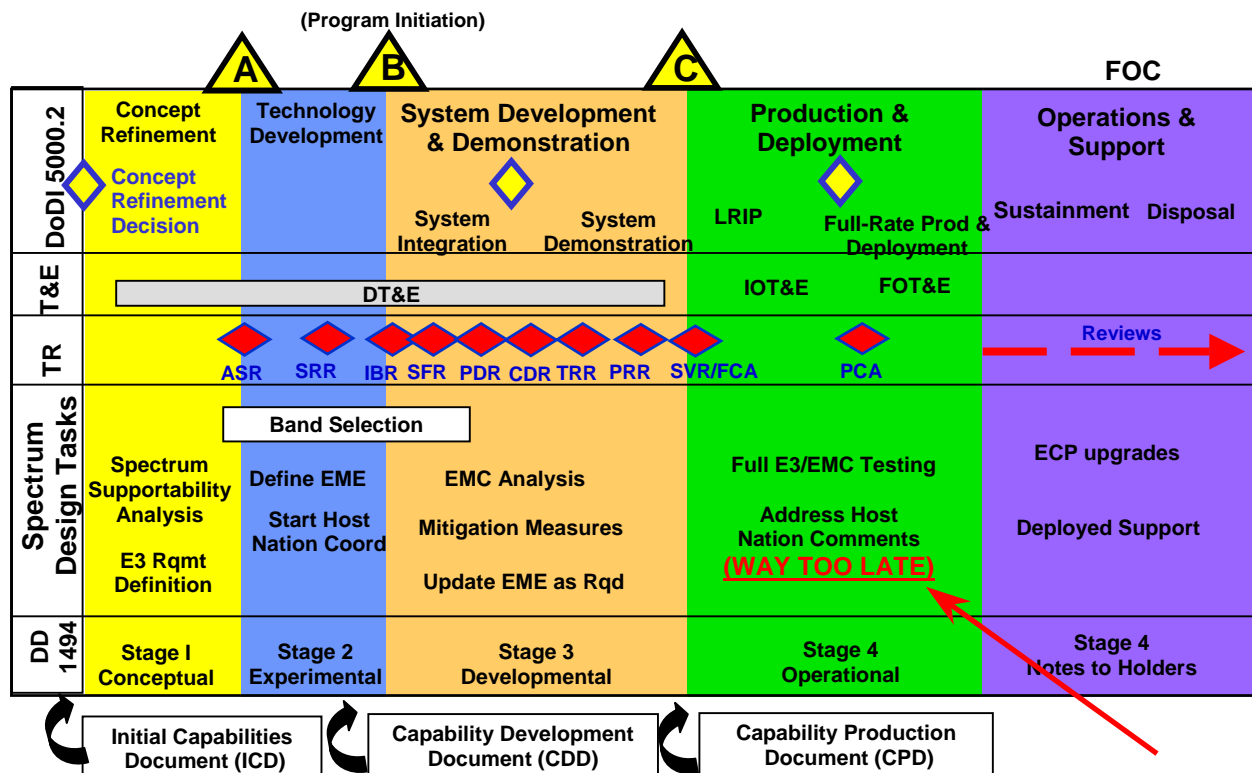 (Program Initiation)
A
B
C
FOC
DoDI 5000.2
Concept
Refinement
Concept
Refinement
Decision
Technology
Development
System Development
& Demonstration
System
Integration
System
Demonstration
Production &
Deployment
LRIP
Full-Rate Prod &
Deployment
Operations &
Support
Sustainment
Disposal
T&E
DT&E
IOT&E
FOT&E
TR
ASR
SRR
IBR
SFR
PDR
CDR
TRR
PRR
SVR/FCA
PCA
Reviews
Spectrum
Design Tasks
Band Selection
Spectrum
Supportability
Analysis
E3 Rqmt
Definition
Define EME
Start Host
Nation Coord
EMC Analysis
Mitigation Measures
Update EME as Rqd
Full E3/EMC Testing
Address Host
Nation Comments
(WAY TOO LATE)
ECP upgrades
Deployed Support
DD
1494
Stage I
Conceptual
Stage 2
Experimental
Stage 3
Developmental
Stage 4
Operational
Stage 4
Notes to Holders
Initial Capabilities
Document (ICD)
Capability Development
Document (CDD)
Capability Production
Document (CPD)